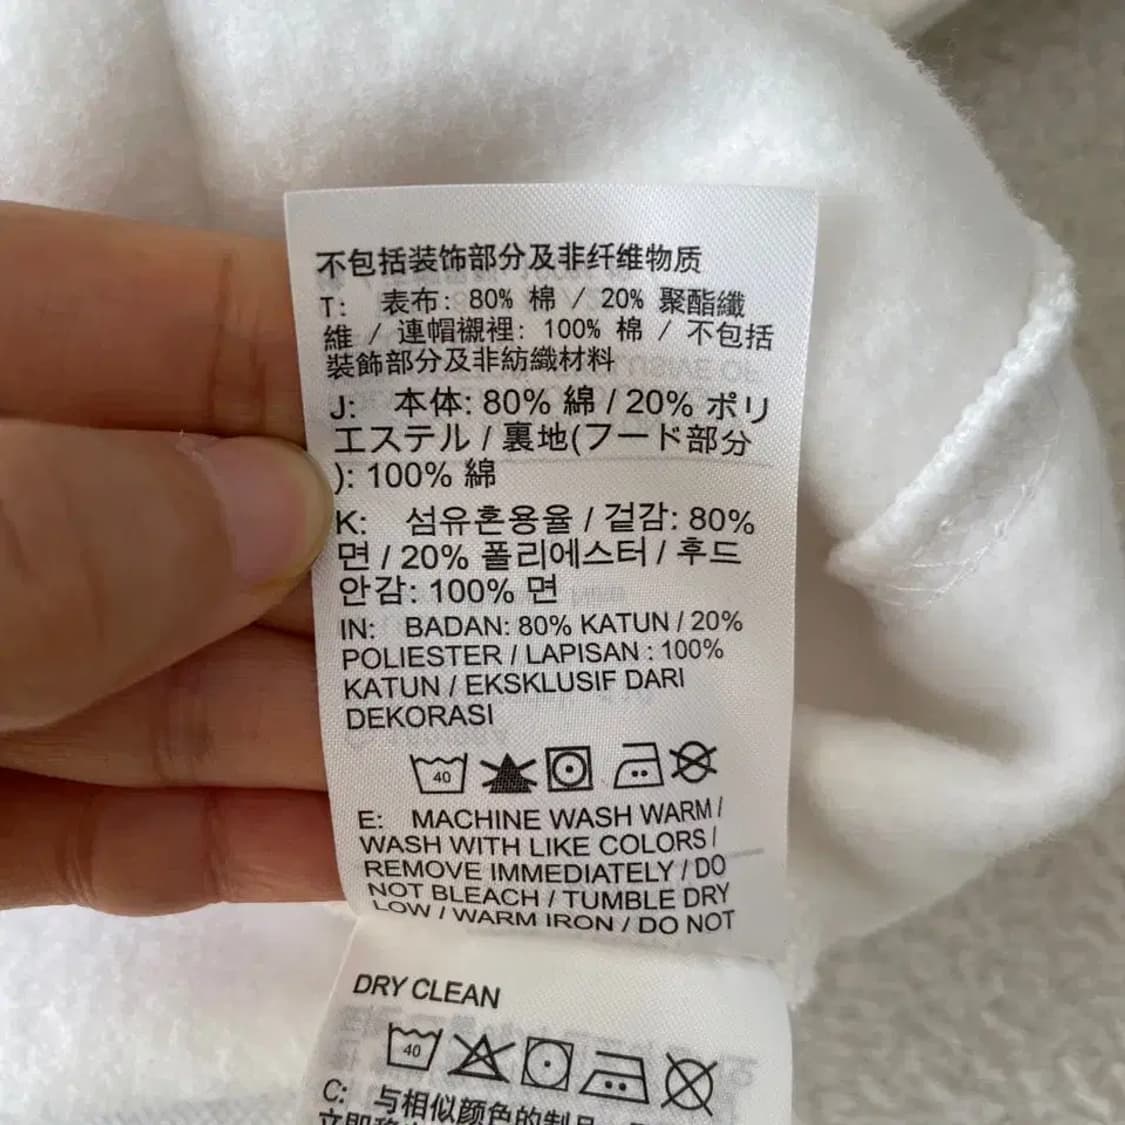 不包括装饰部分及非纤维物质
T: 表布: 80% 棉 / 20% 聚酯纖
維 / 連帽襯裡: 100% 棉 / 不包括
裝飾部分及非紡織材料
J: 本体: 80% 綿 / 20% ポリ
エステル / 裏地(フード部分
): 100% 綿
K: 섬유혼용율 / 겉감: 80%
면 / 20% 폴리에스터 / 후드
안감: 100% 면
IN: BADAN: 80% KATUN / 20%
POLIESTER / LAPISAN : 100%
KATUN / EKSKLUSIF DARI
DEKORASI
40
E: MACHINE WASH WARM /
WASH WITH LIKE COLORS /
REMOVE IMMEDIATELY / DO
NOT BLEACH / TUMBLE DRY
LOW / WARM IRON / DO NOT
DRY CLEAN
40
C: 与相似颜色的制品
立即